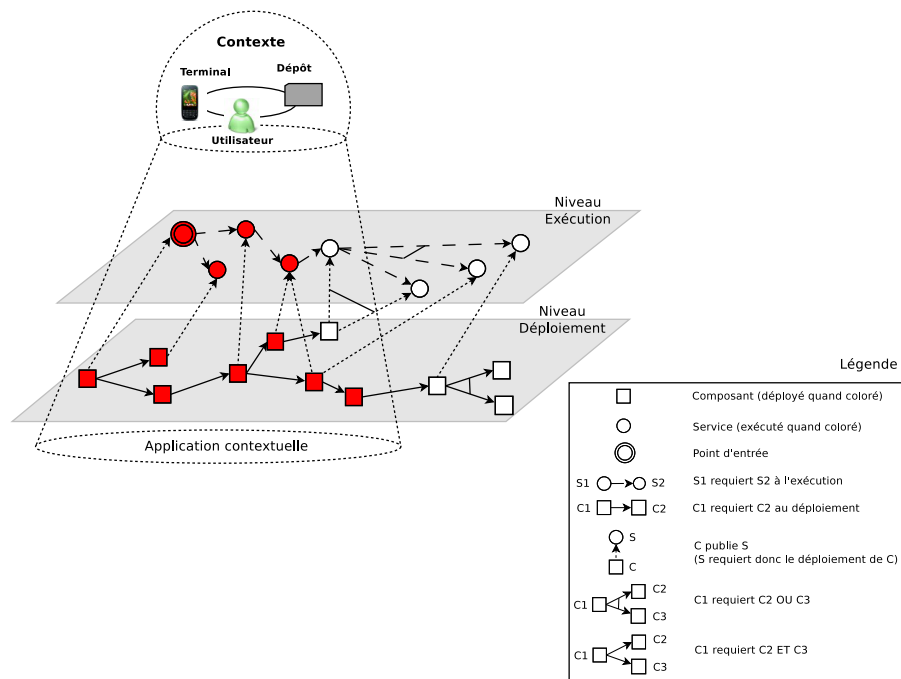 Contexte
Dépôt
Terminal
Utilisateur
Niveau
Exécution
Niveau
Déploiement
Application contextuelle
Légende
Composant (déployé quand coloré)
Service (exécuté quand coloré)
Point d'entrée
S1 S2 S1 requiert S2 à l'exécution
C1 C2 C1 requiert C2 au déploiement
S
C
C publie S
(S requiert donc le déploiement de C)
C1 C2 C3 C1 requiert C2 OU C3
C1 C2 C3 C1 requiert C2 ET C3